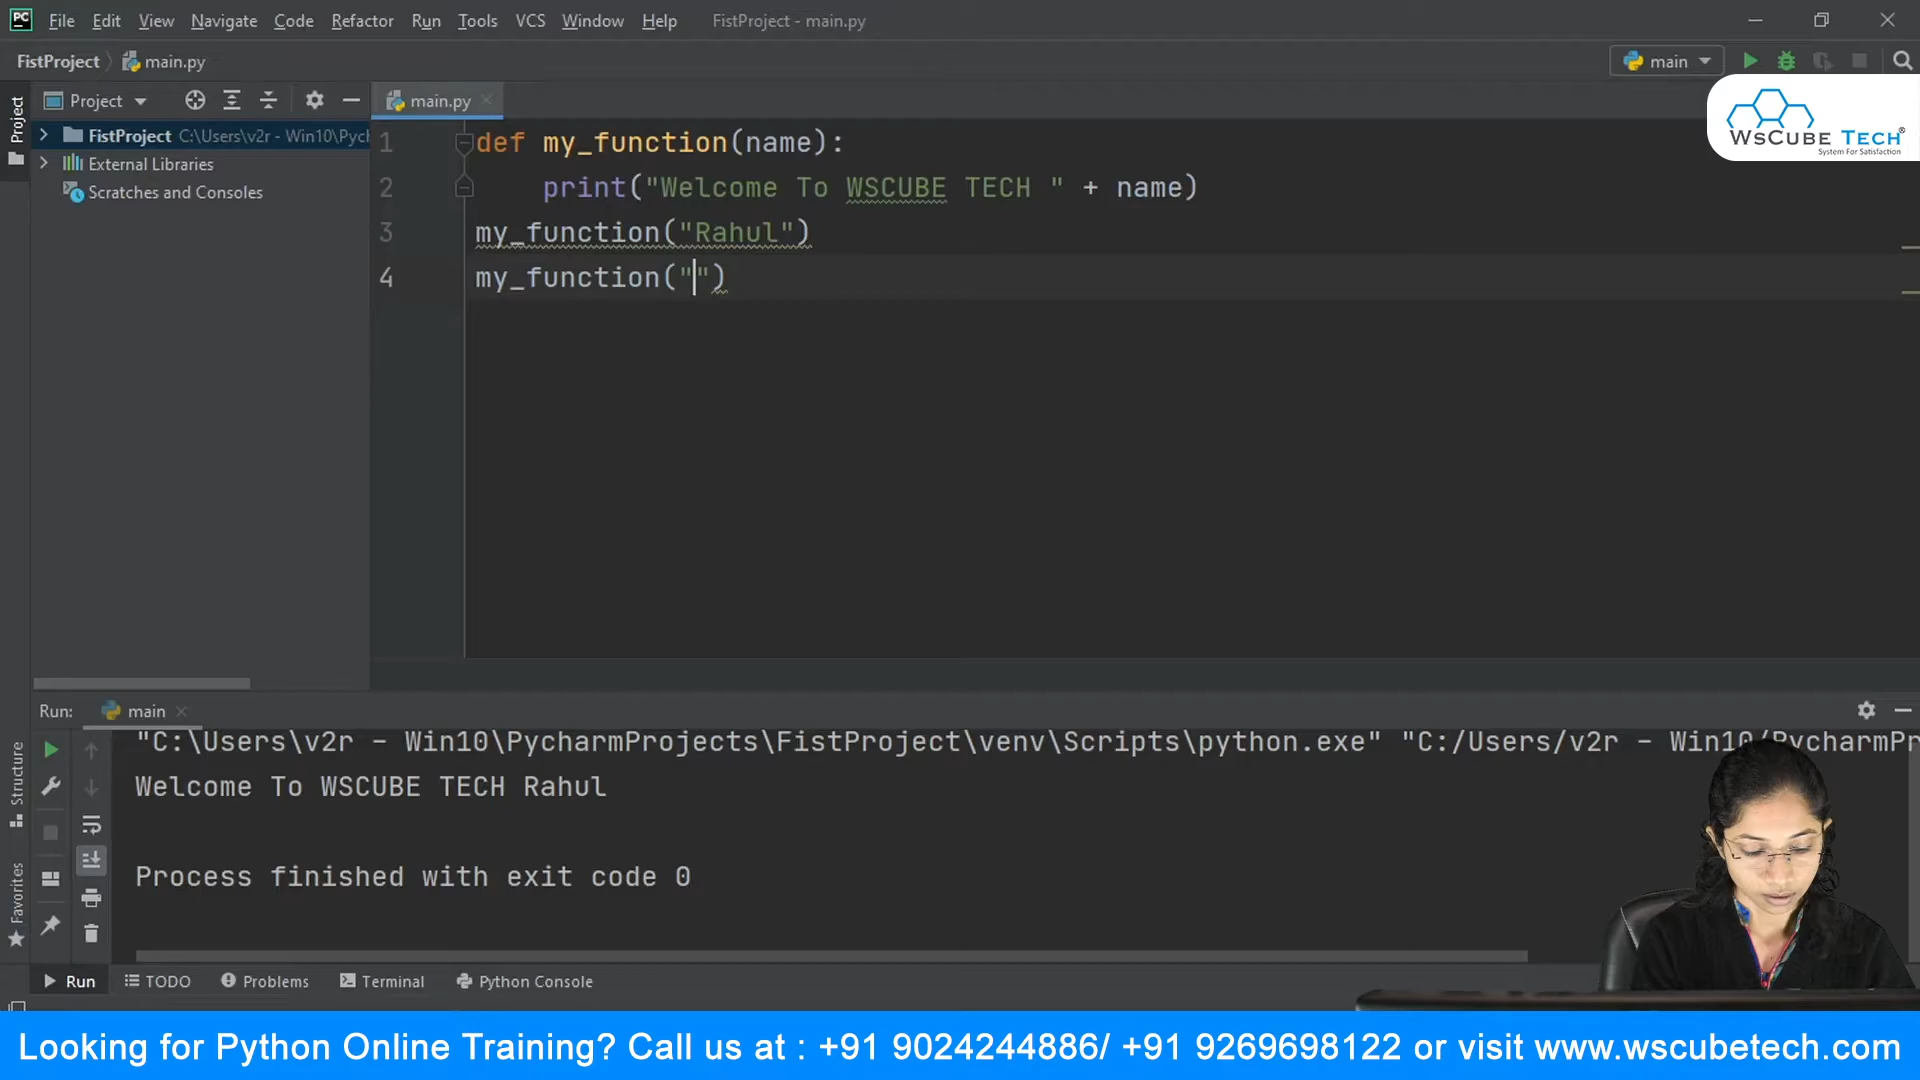 PC File Edit View Navigate Code Refactor Run Tools VCS Window Help FistProject - main.py
FistProject main.py main
WsCube Tech®
System For Satisfaction
Project
Project main.py
FistProject C:\Users\v2r - Win10\Pych
External Libraries
Scratches and Consoles
1 def my_function(name):
2 print("Welcome To WSCUBE TECH " + name)
3 my_function("Rahul")
4 my_function("")
Run: main
"C:\Users\v2r - Win10\PycharmProjects\FistProject\venv\Scripts\python.exe" "C:/Users/v2r - Win10/PycharmPr
Welcome To WSCUBE TECH Rahul
Process finished with exit code 0
Structure
Favorites
Run TODO Problems Terminal Python Console
Looking for Python Online Training? Call us at : +91 9024244886/ +91 9269698122 or visit www.wscubetech.com